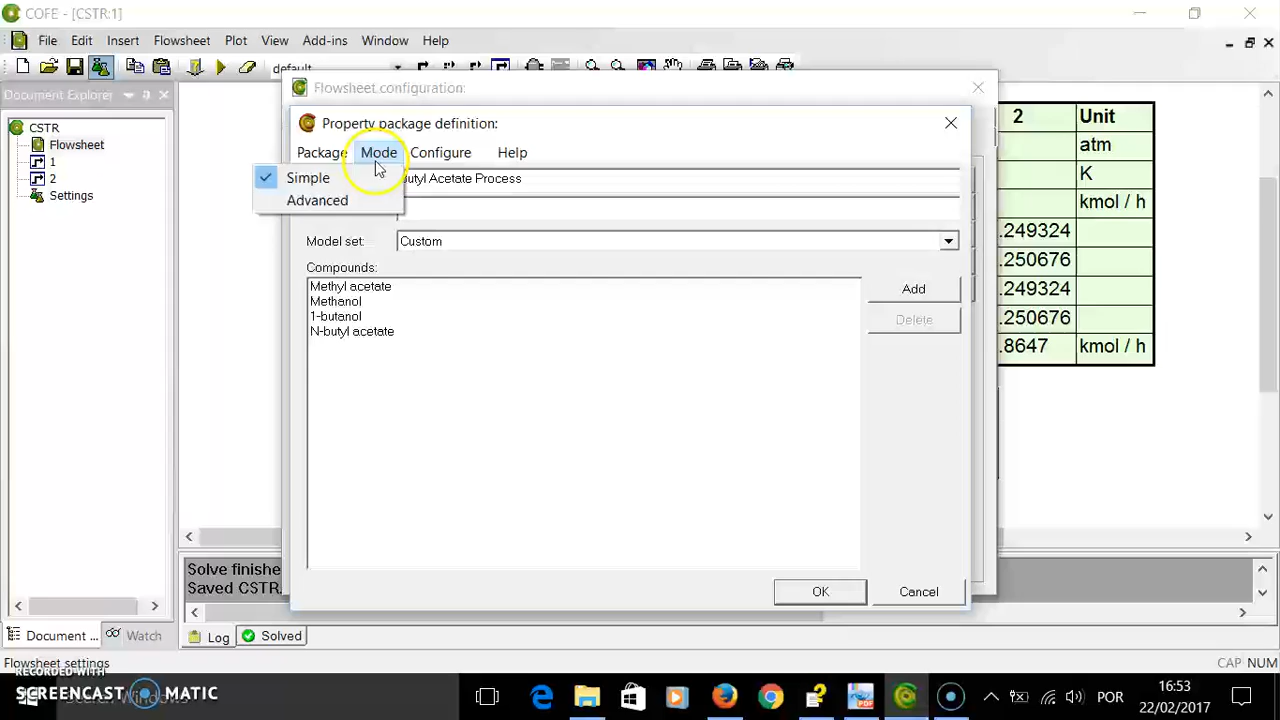 COFE - [CSTR:1]
File Edit Insert Flowsheet Plot View Add-ins Window Help
default
Document Explorer
CSTR
Flowsheet
1
2
Settings
Flowsheet configuration:
Property package definition:
Package Mode Configure Help
Simple
Advanced
Butyl Acetate Process
Model set: Custom
Compounds:
Methyl acetate
Methanol
1-butanol
N-butyl acetate
Add
Delete
OK Cancel
2 Unit
atm
K
kmol / h
.249324
.250676
.249324
.250676
.8647 kmol / h
Solve finishe
Saved CSTR.
Log Solved
Document ... Watch
Flowsheet settings
CAP NUM
RECORDED WITH
SCREENCAST MATIC
Search Windows
POR
16:53
22/02/2017